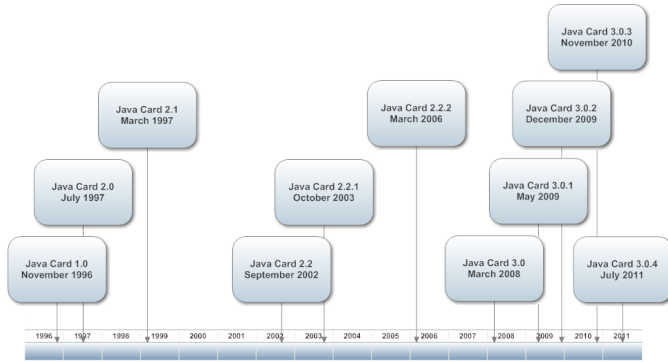 Java Card 3.0.3
November 2010
Java Card 2.1
March 1997
Java Card 2.2.2
March 2006
Java Card 3.0.2
December 2009
Java Card 2.0
July 1997
Java Card 2.2.1
October 2003
Java Card 3.0.1
May 2009
Java Card 1.0
November 1996
Java Card 2.2
September 2002
Java Card 3.0
March 2008
Java Card 3.0.4
July 2011
1996 1997 1998 1999 2000 2001 2002 2003 2004 2005 2006 2007 2008 2009 2010 2011